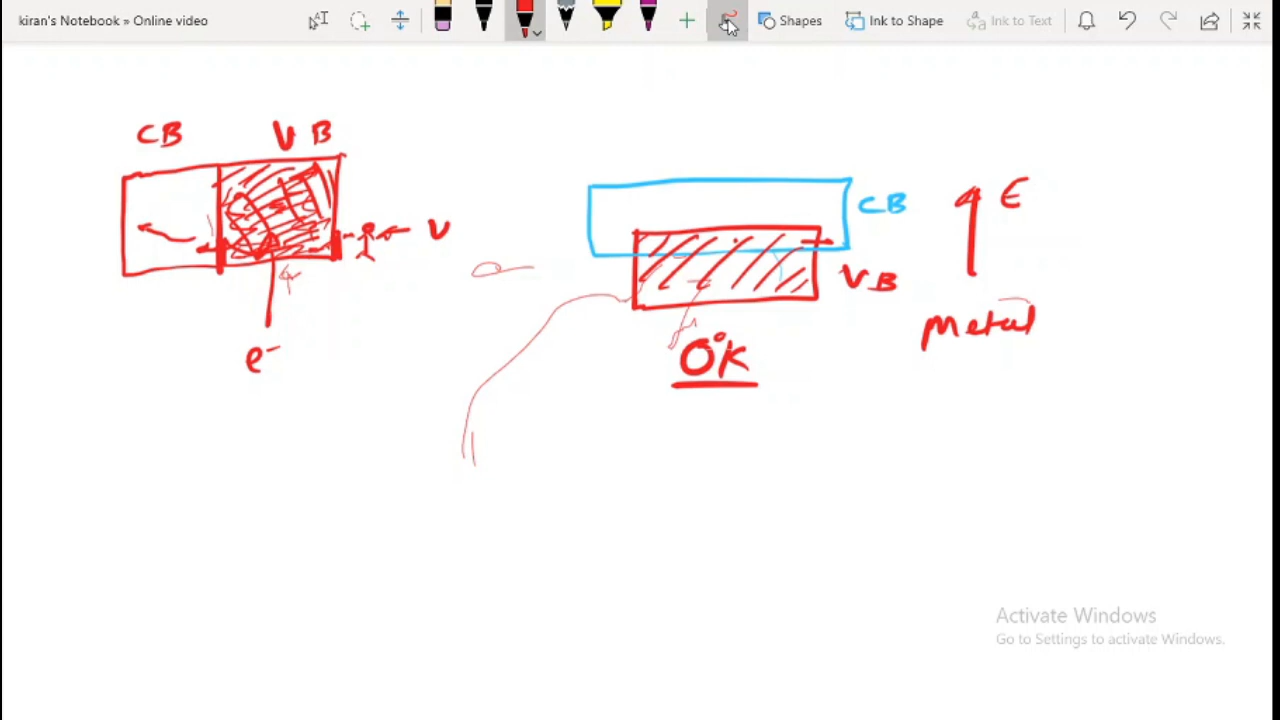 kiran's Notebook » Online video
Shapes
Ink to Shape
Ink to Text
CB
VB
V
e-
CB
VB
E
Metal
0°K
Activate Windows
Go to Settings to activate Windows.